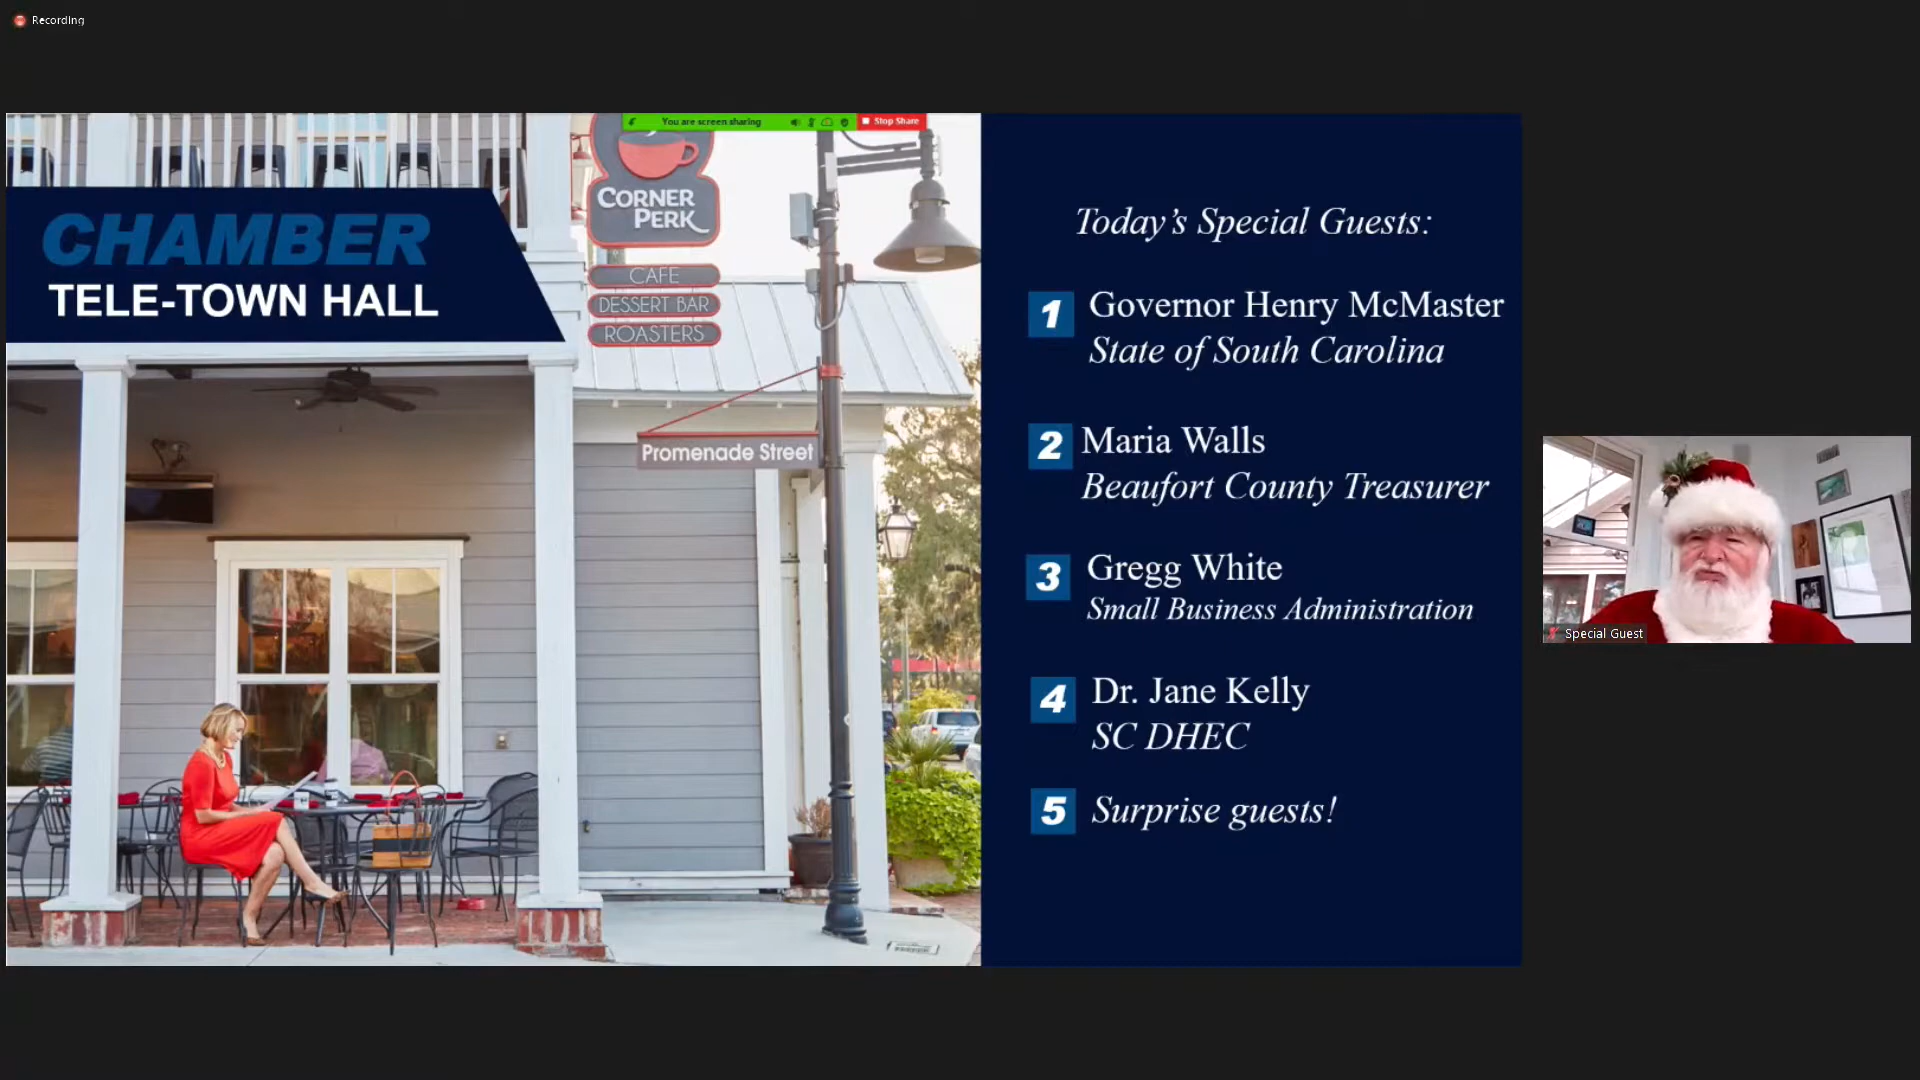 Recording
You are screen sharing
Stop Share
CORNER
PERK
CAFE
DESSERT BAR
ROASTERS
CHAMBER
TELE-TOWN HALL
Promenade Street
Today's Special Guests:
1 Governor Henry McMaster
State of South Carolina
2 Maria Walls
Beaufort County Treasurer
3 Gregg White
Small Business Administration
4 Dr. Jane Kelly
SC DHEC
5 Surprise guests!
Special Guest